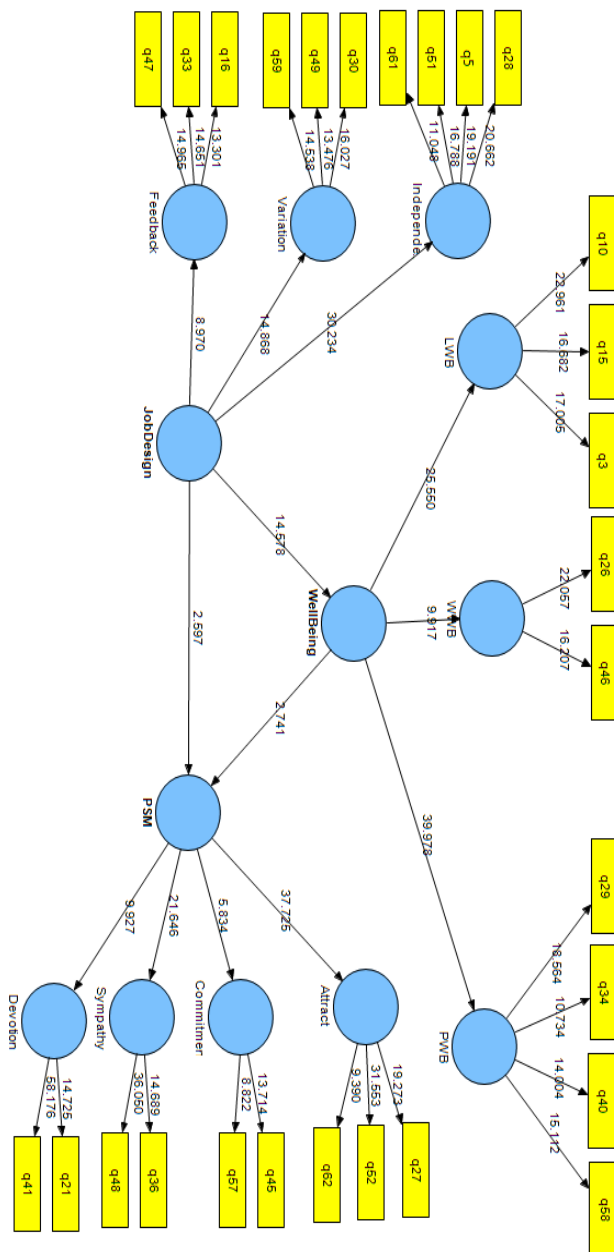 q10 q15 q3 q26 q46 q29 q34 q40 q58
22.961 16.682 17.005 22.057 16.207 18.564 10.734 14.004 15.112
q28 20.662
q5 19.191
LWB WWB PWB
q51 16.788
q61 11.048
Independe
25.550 9.917 39.978
q30 16.027
q49 13.476
q59 14.538
Variation
30.234
14.868
14.578
WellBeing
Attract
19.273 q27
31.553 q52
9.390 q62
37.725
2.741
q16 13.301
q33 14.651
q47 14.965
Feedback
8.970
JobDesign
2.597
PSM
5.834
Commitmen
13.714 q45
8.822 q57
21.646
Sympathy
14.689 q36
36.050 q48
9.927
Devotion
14.725 q21
58.176 q41